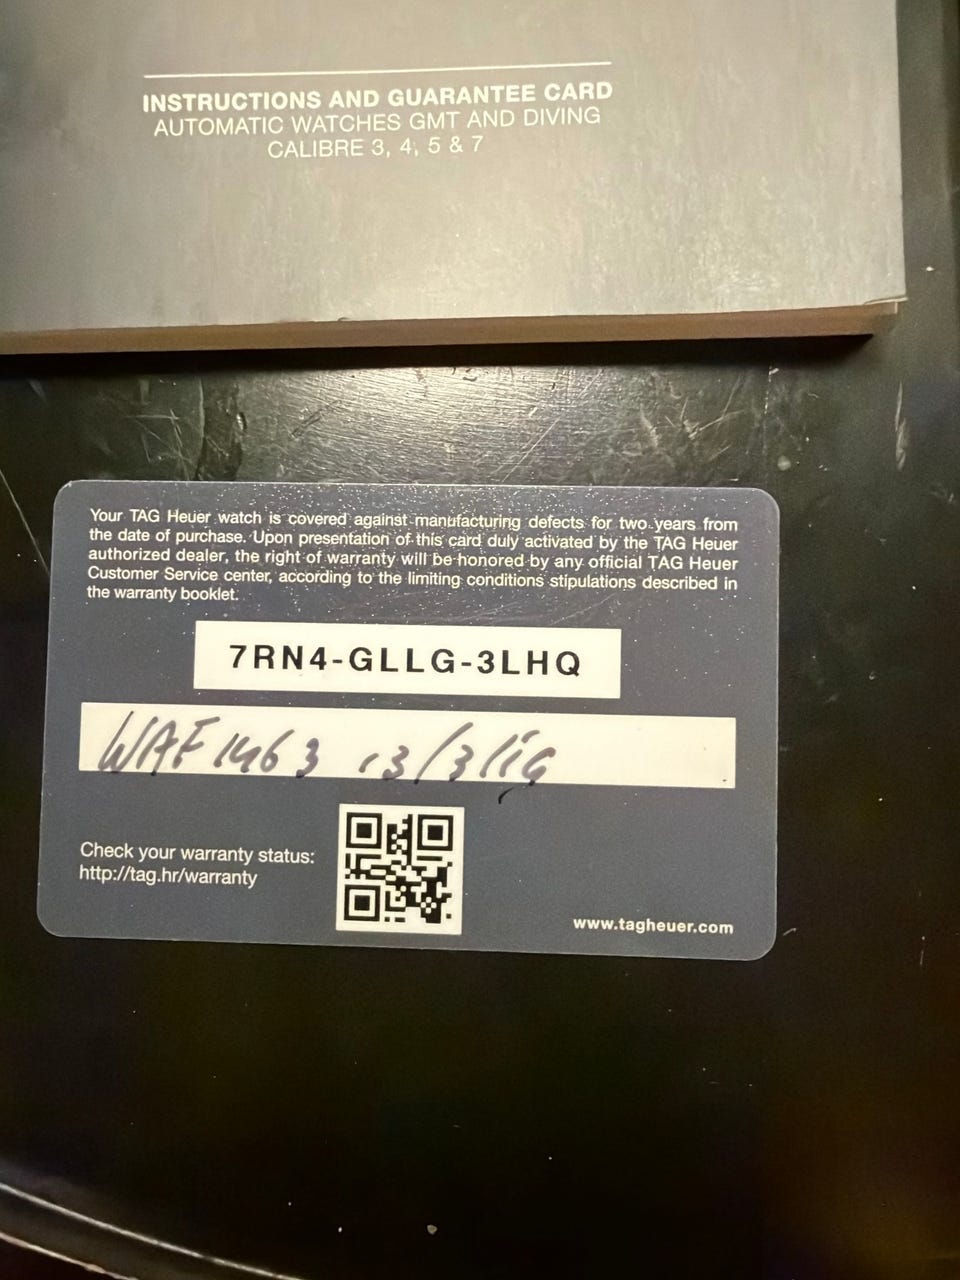 INSTRUCTIONS AND GUARANTEE CARD
AUTOMATIC WATCHES GMT AND DIVING
CALIBRE 3, 4, 5 & 7
Your TAG Heuer watch is covered against manufacturing defects for two years from
the date of purchase. Upon presentation of this card duly activated by the TAG Heuer
authorized dealer, the right of warranty will be honored by any official TAG Heuer
Customer Service center, according to the limiting conditions stipulations described in
the warranty booklet.
7RN4-GLLG-3LHQ
Check your warranty status:
http://tag.hr/warranty
www.tagheuer.com